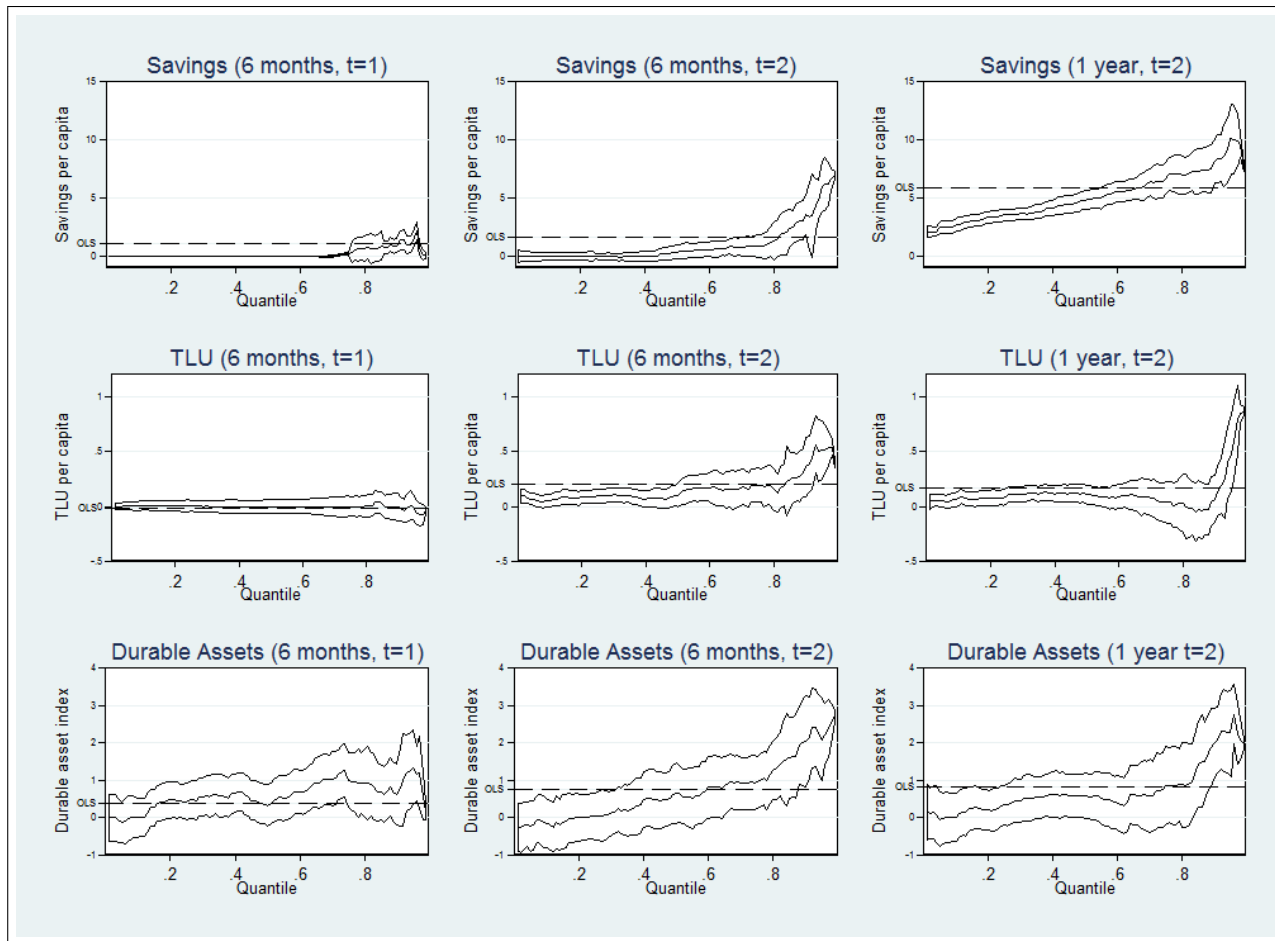 Savings (6 months, t=1)
Savings per capita
15
10
5
OLS
0
.2 .4 .6 .8
Quantile
Savings (6 months, t=2)
Savings per capita
15
10
5
OLS
0
.2 .4 .6 .8
Quantile
Savings (1 year, t=2)
Savings per capita
15
10
OLS
5
0
.2 .4 .6 .8
Quantile
TLU (6 months, t=1)
TLU per capita
1
.5
OLS0
-.5
.2 .4 .6 .8
Quantile
TLU (6 months, t=2)
TLU per capita
1
.5
OLS
0
-.5
.2 .4 .6 .8
Quantile
TLU (1 year, t=2)
TLU per capita
1
.5
OLS
0
-.5
.2 .4 .6 .8
Quantile
Durable Assets (6 months, t=1)
Durable asset index
4
3
2
1
OLS
0
-1
.2 .4 .6 .8
Quantile
Durable Assets (6 months, t=2)
Durable asset index
4
3
2
1
OLS
0
-1
.2 .4 .6 .8
Quantile
Durable Assets (1 year t=2)
Durable asset index
4
3
2
1
OLS
0
-1
.2 .4 .6 .8
Quantile